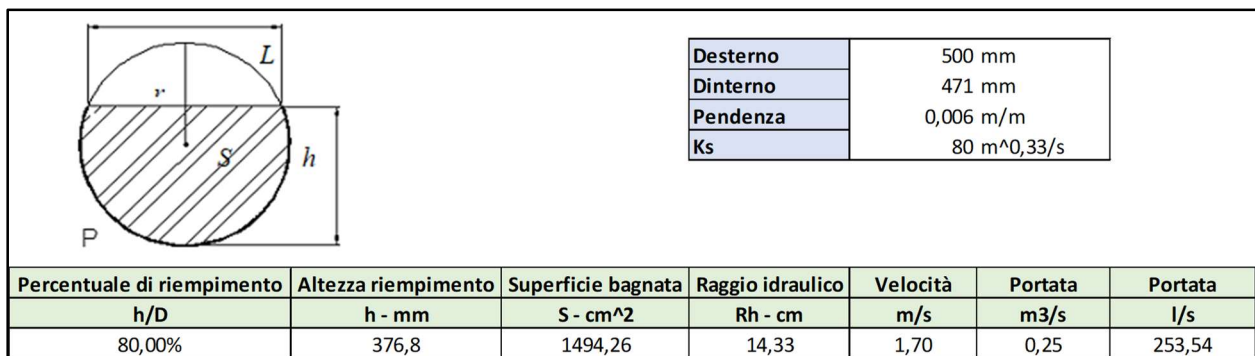 L
r
S
h
P
Desterno 500 mm
Dinterno 471 mm
Pendenza 0,006 m/m
Ks 80 m^0,33/s
Percentuale di riempimento Altezza riempimento Superficie bagnata Raggio idraulico Velocità Portata Portata
h/D h - mm S - cm^2 Rh - cm m/s m3/s l/s
80,00% 376,8 1494,26 14,33 1,70 0,25 253,54